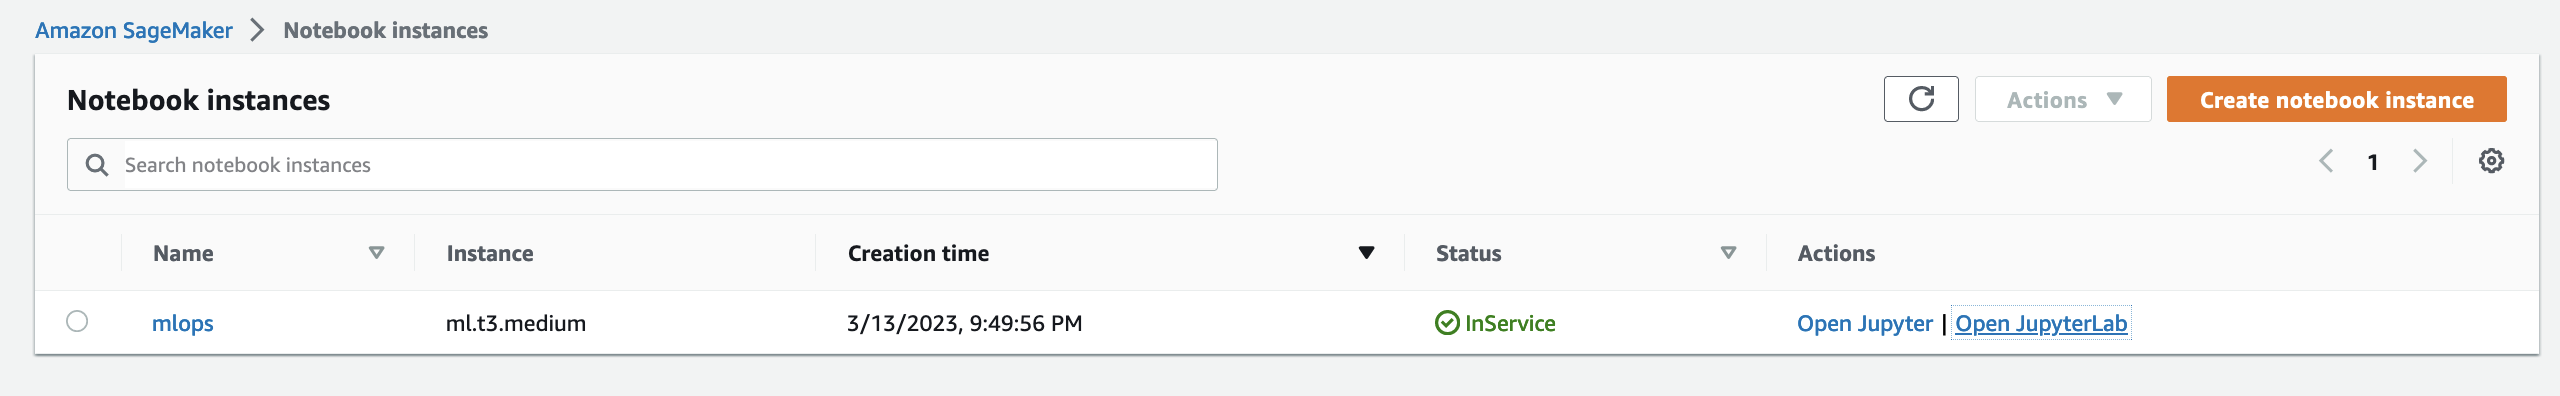 Amazon SageMaker > Notebook instances
Notebook instances
Actions
Create notebook instance
Search notebook instances
1
Name Instance Creation time Status Actions
mlops ml.t3.medium 3/13/2023, 9:49:56 PM InService Open Jupyter | Open JupyterLab